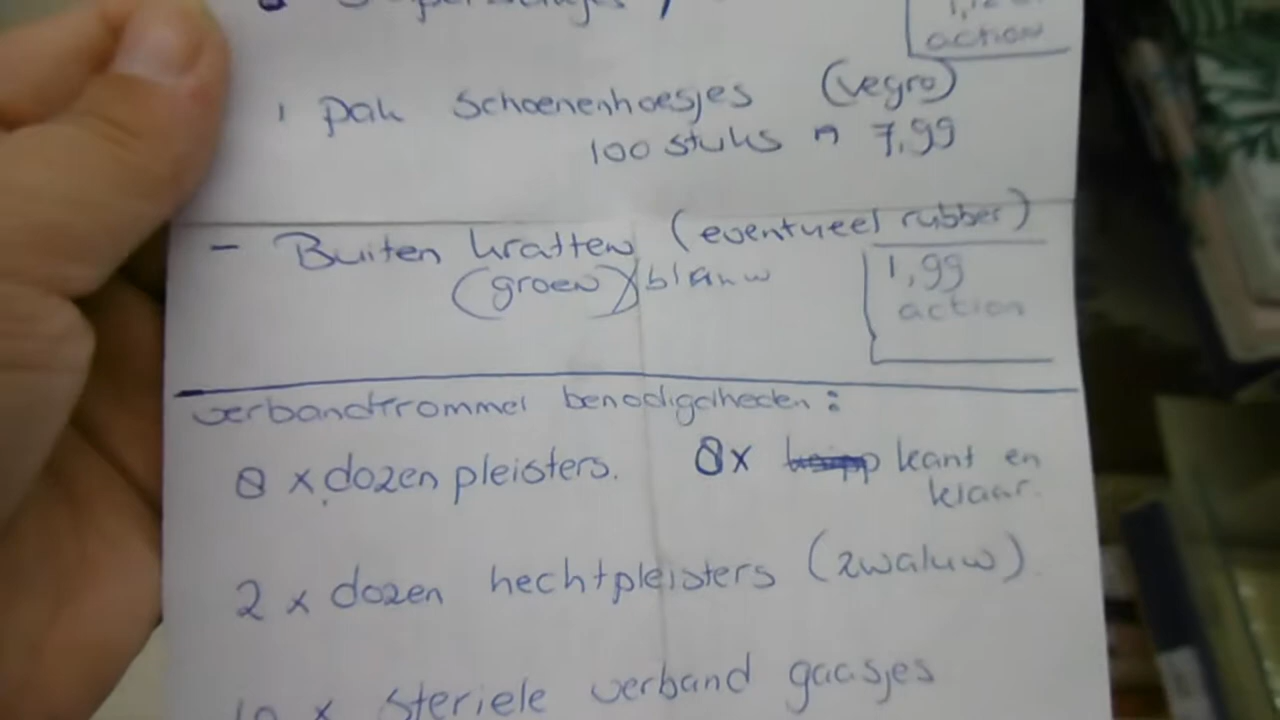 action
1 pak schoenenhoesjes (vegro)
100 stuks n 7,99
- Buiten kratten (eventueel rubber)
(groen) blauw
1,99
action
verbandtrommel benodigdheden:
8 x dozen pleisters. 8x kant en
klaar.
2 x dozen hechtpleisters (zwaluw)
10 x steriele verband gaasjes